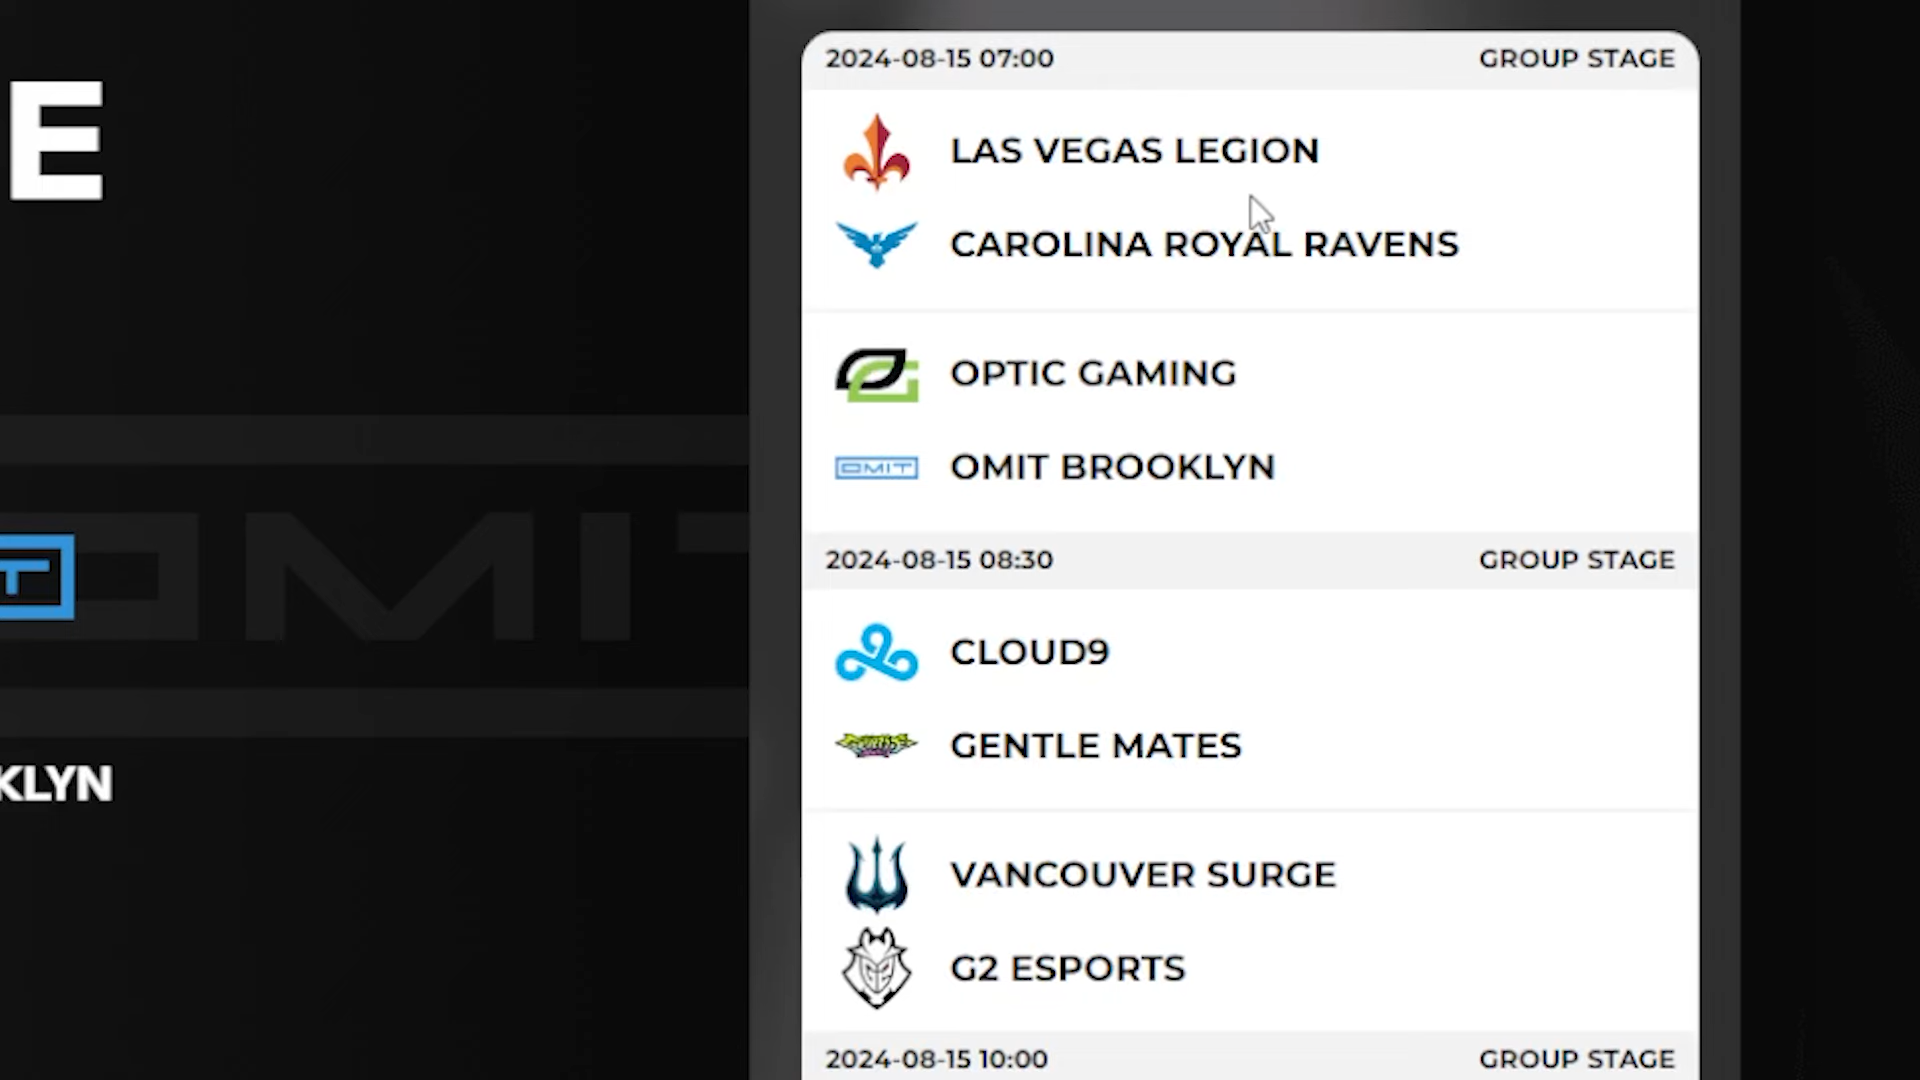 E
OMIT
T
KLYN
2024-08-15 07:00 GROUP STAGE
LAS VEGAS LEGION
CAROLINA ROYAL RAVENS
OPTIC GAMING
OMIT
OMIT BROOKLYN
2024-08-15 08:30 GROUP STAGE
CLOUD9
GENTLE MATES
VANCOUVER SURGE
G2 ESPORTS
2024-08-15 10:00 GROUP STAGE